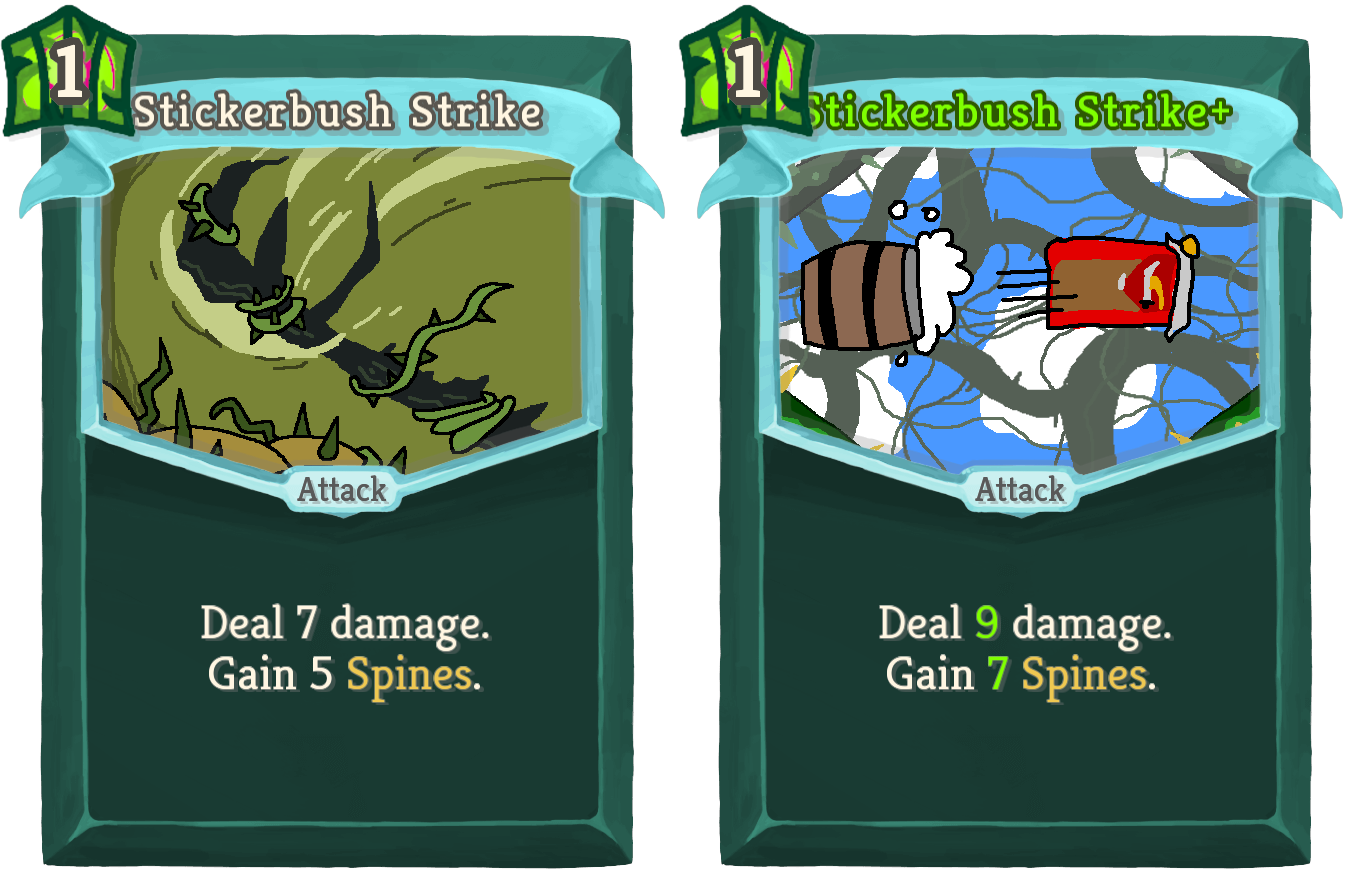 1
Stickerbush Strike
Attack
Deal 7 damage.
Gain 5 Spines.
1
Stickerbush Strike+
Attack
Deal 9 damage.
Gain 7 Spines.